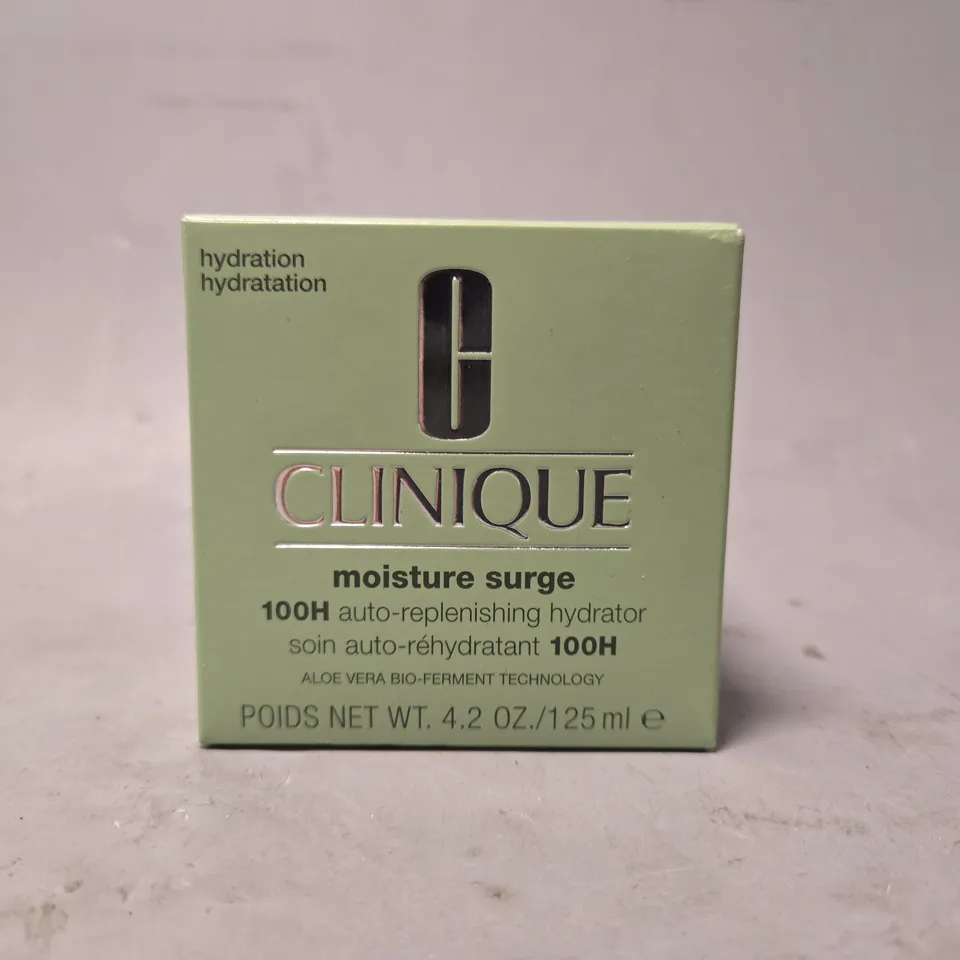 hydration
hydratation
C
CLINIQUE
moisture surge
100H auto-replenishing hydrator
soin auto-réhydratant 100H
ALOE VERA BIO-FERMENT TECHNOLOGY
POIDS NET WT. 4.2 OZ./125 ml ℮